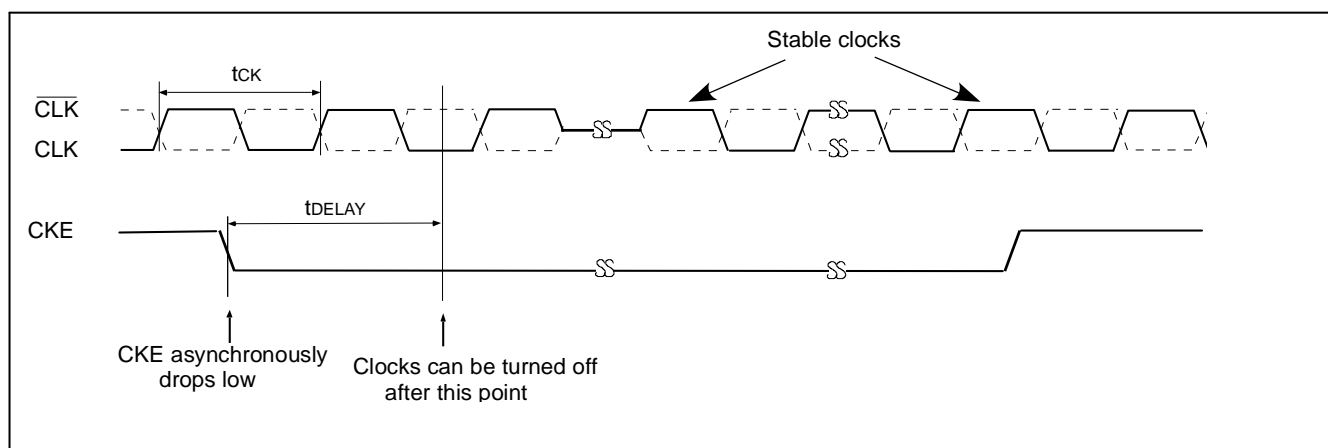 Stable clocks
tCK
CLK
CLK
tDELAY
CKE
CKE asynchronously
drops low
Clocks can be turned off
after this point